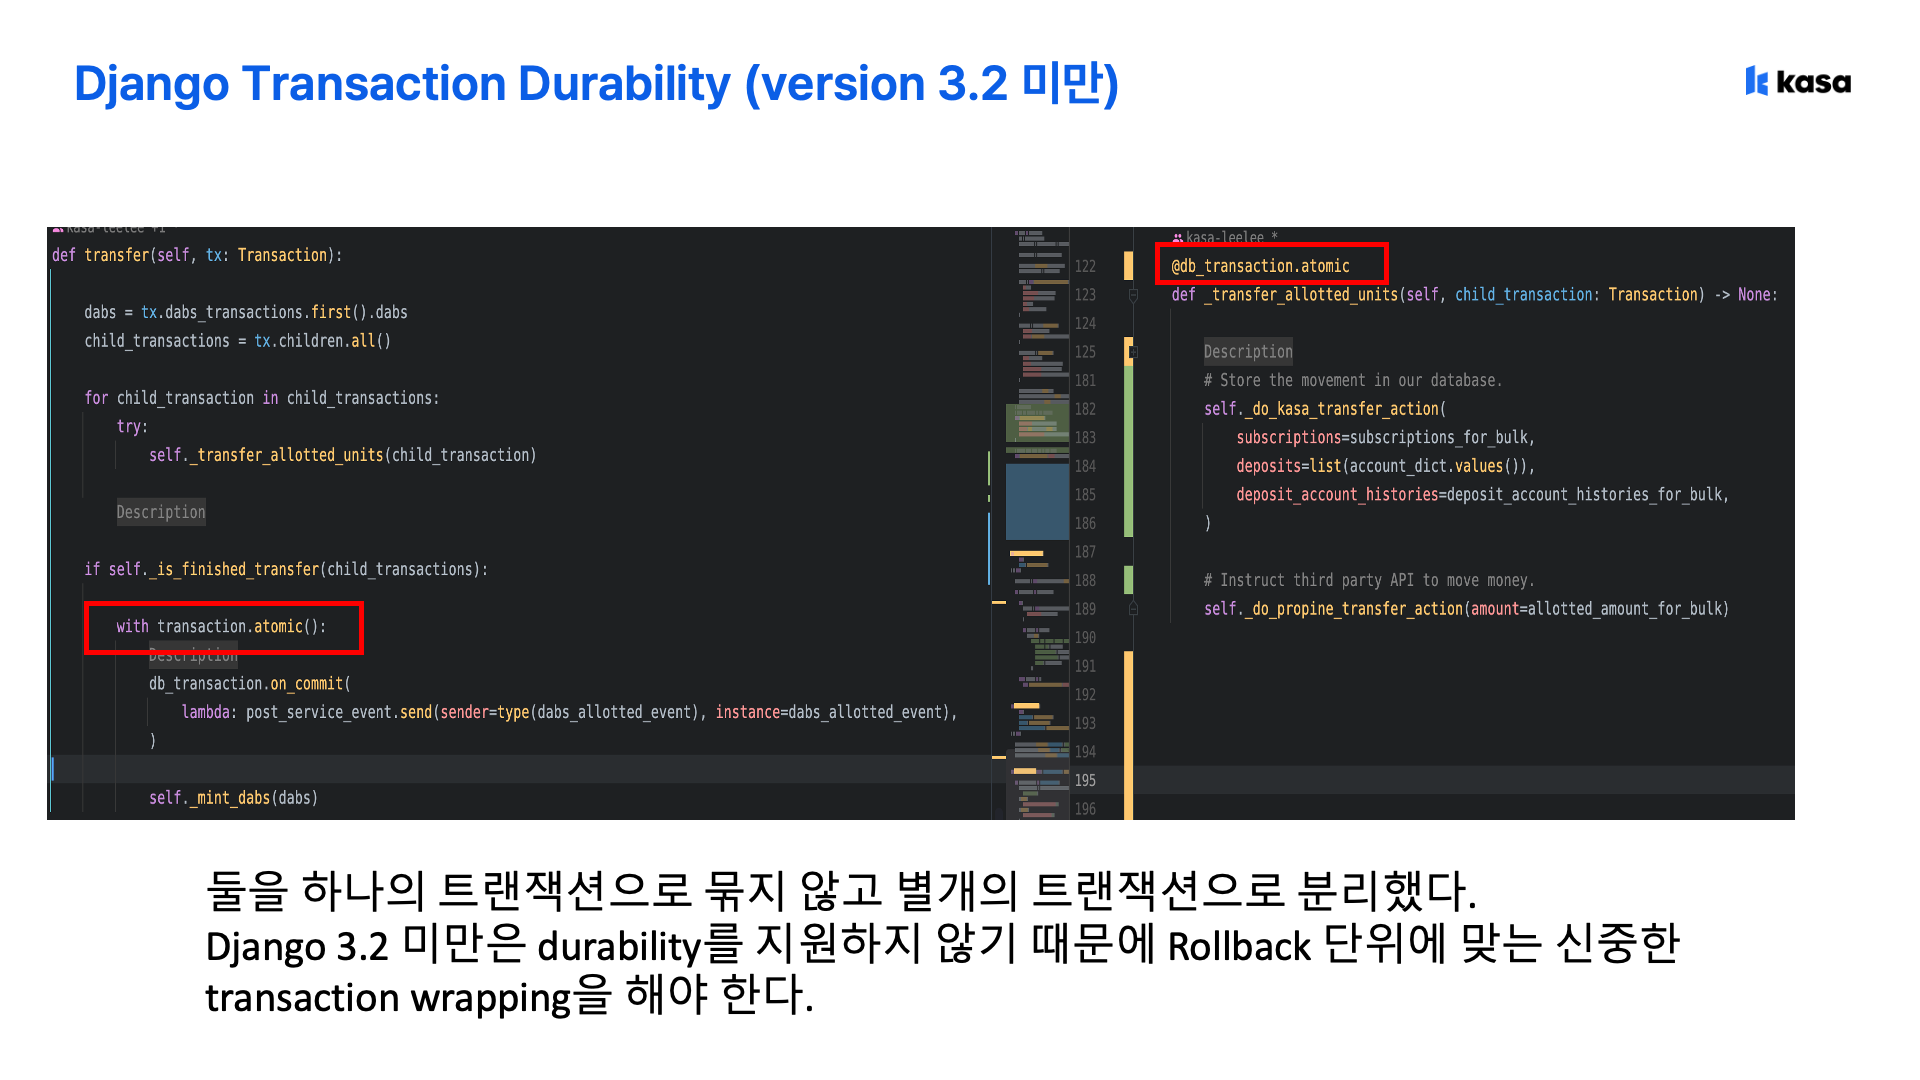 Django Transaction Durability (version 3.2 미만)
kasa
kasa-leelee +1
def transfer(self, tx: Transaction):
dabs = tx.dabs_transactions.first().dabs
child_transactions = tx.children.all()
for child_transaction in child_transactions:
try:
self._transfer_allotted_units(child_transaction)
Description
if self._is_finished_transfer(child_transactions):
with transaction.atomic():
Description
db_transaction.on_commit(
lambda: post_service_event.send(sender=type(dabs_allotted_event), instance=dabs_allotted_event),
)
self._mint_dabs(dabs)
kasa-leelee *
122 @db_transaction.atomic
123 def _transfer_allotted_units(self, child_transaction: Transaction) -> None:
124
125 Description
181 # Store the movement in our database.
182 self._do_kasa_transfer_action(
183 subscriptions=subscriptions_for_bulk,
184 deposits=list(account_dict.values()),
185 deposit_account_histories=deposit_account_histories_for_bulk,
186 )
187
188 # Instruct third party API to move money.
189 self._do_propine_transfer_action(amount=allotted_amount_for_bulk)
190
191
192
193
194
195
196
둘을 하나의 트랜잭션으로 묶지 않고 별개의 트랜잭션으로 분리했다.
Django 3.2 미만은 durability를 지원하지 않기 때문에 Rollback 단위에 맞는 신중한
transaction wrapping을 해야 한다.